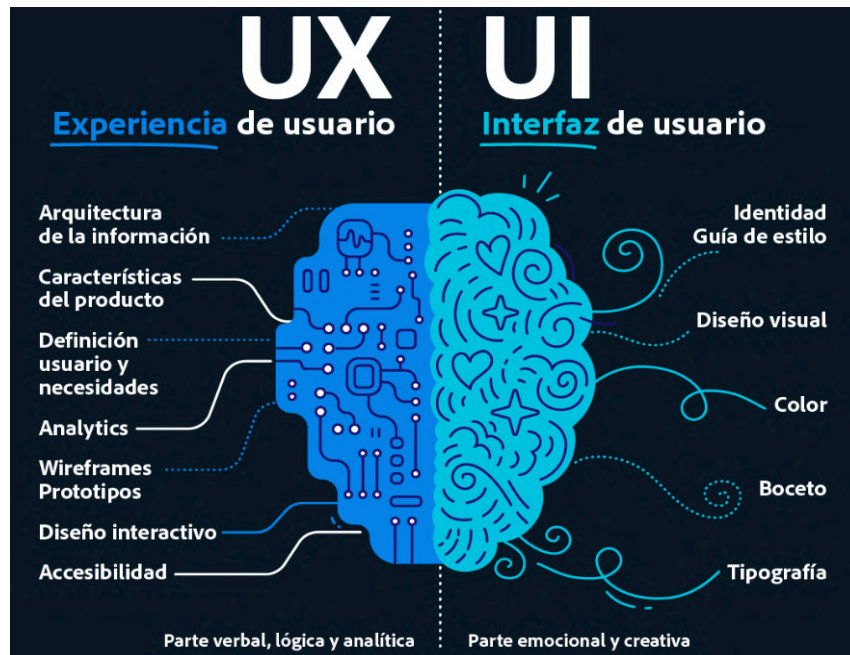 UX
Experiencia de usuario
Arquitectura
de la información
Características
del producto
Definición
usuario y
necesidades
Analytics
Wireframes
Prototipos
Diseño interactivo
Accesibilidad
Parte verbal, lógica y analítica
UI
Interfaz de usuario
Identidad
Guía de estilo
Diseño visual
Color
Boceto
Tipografía
Parte emocional y creativa